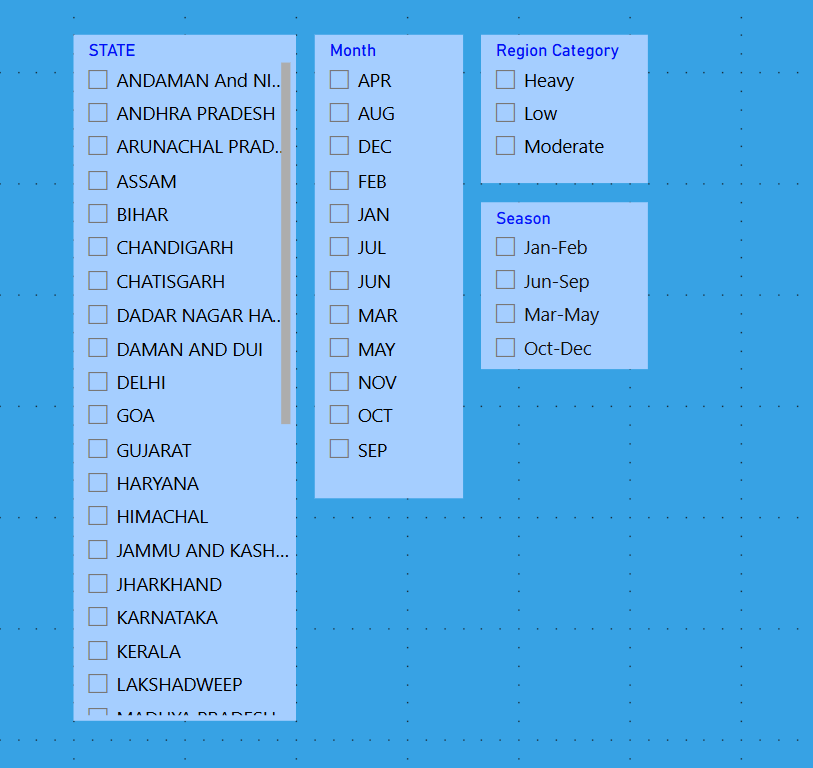 STATE
ANDAMAN And NI...
ANDHRA PRADESH
ARUNACHAL PRAD...
ASSAM
BIHAR
CHANDIGARH
CHATISGARH
DADAR NAGAR HA...
DAMAN AND DUI
DELHI
GOA
GUJARAT
HARYANA
HIMACHAL
JAMMU AND KASH...
JHARKHAND
KARNATAKA
KERALA
LAKSHADWEEP
MADHYA PRADESH
Month
APR
AUG
DEC
FEB
JAN
JUL
JUN
MAR
MAY
NOV
OCT
SEP
Region Category
Heavy
Low
Moderate
Season
Jan-Feb
Jun-Sep
Mar-May
Oct-Dec